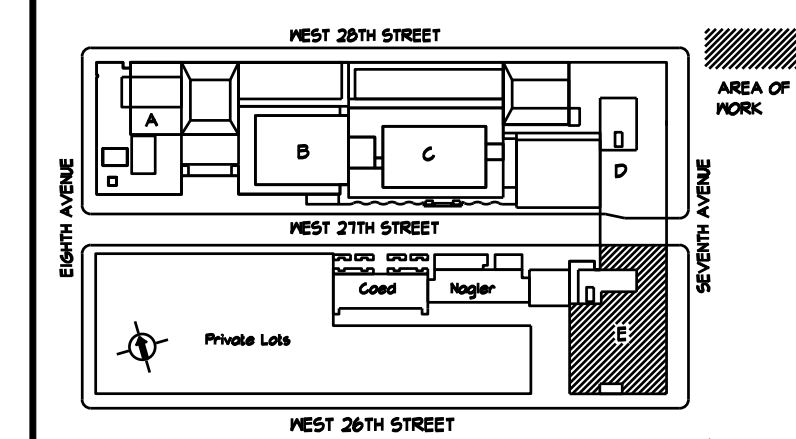 WEST 28TH STREET
AREA OF
WORK
A
B
C
D
EIGHTH AVENUE
SEVENTH AVENUE
WEST 27TH STREET
Coed
Nagler
E
Private Lots
WEST 26TH STREET